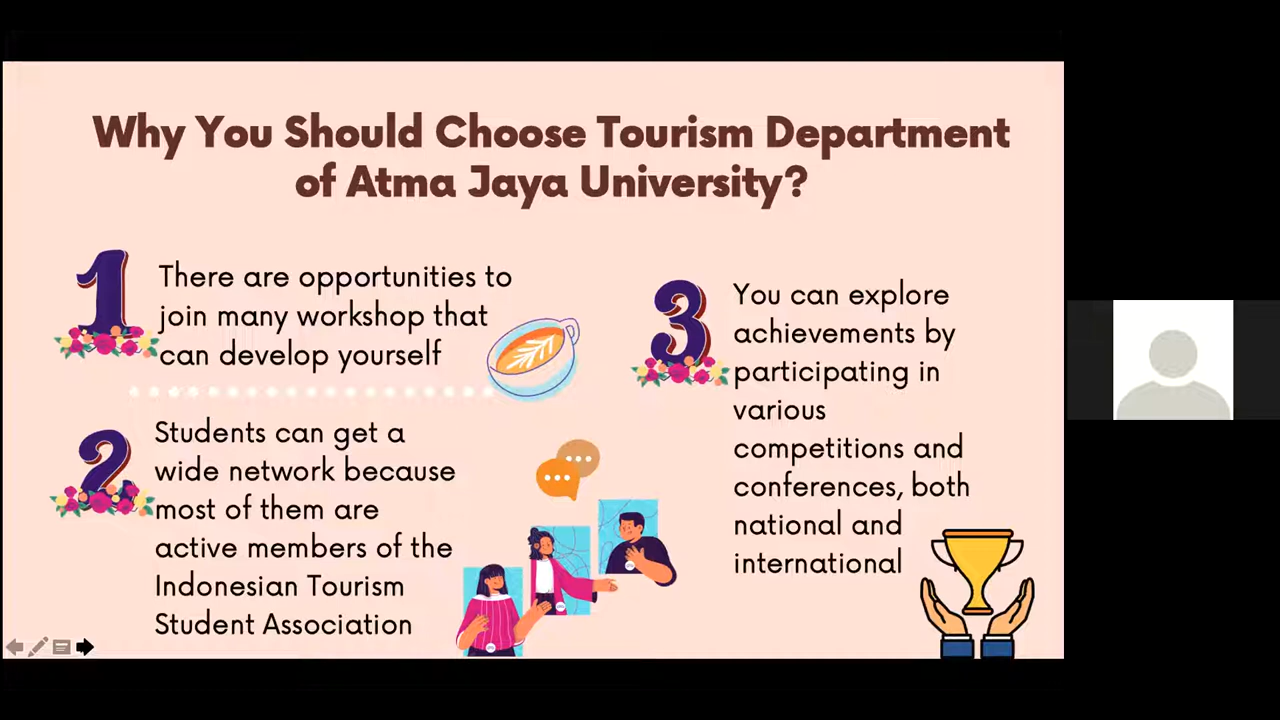 Why You Should Choose Tourism Department
of Atma Jaya University?
1
There are opportunities to
join many workshop that
can develop yourself
2
Students can get a
wide network because
most of them are
active members of the
Indonesian Tourism
Student Association
3
You can explore
achievements by
participating in
various
competitions and
conferences, both
national and
international